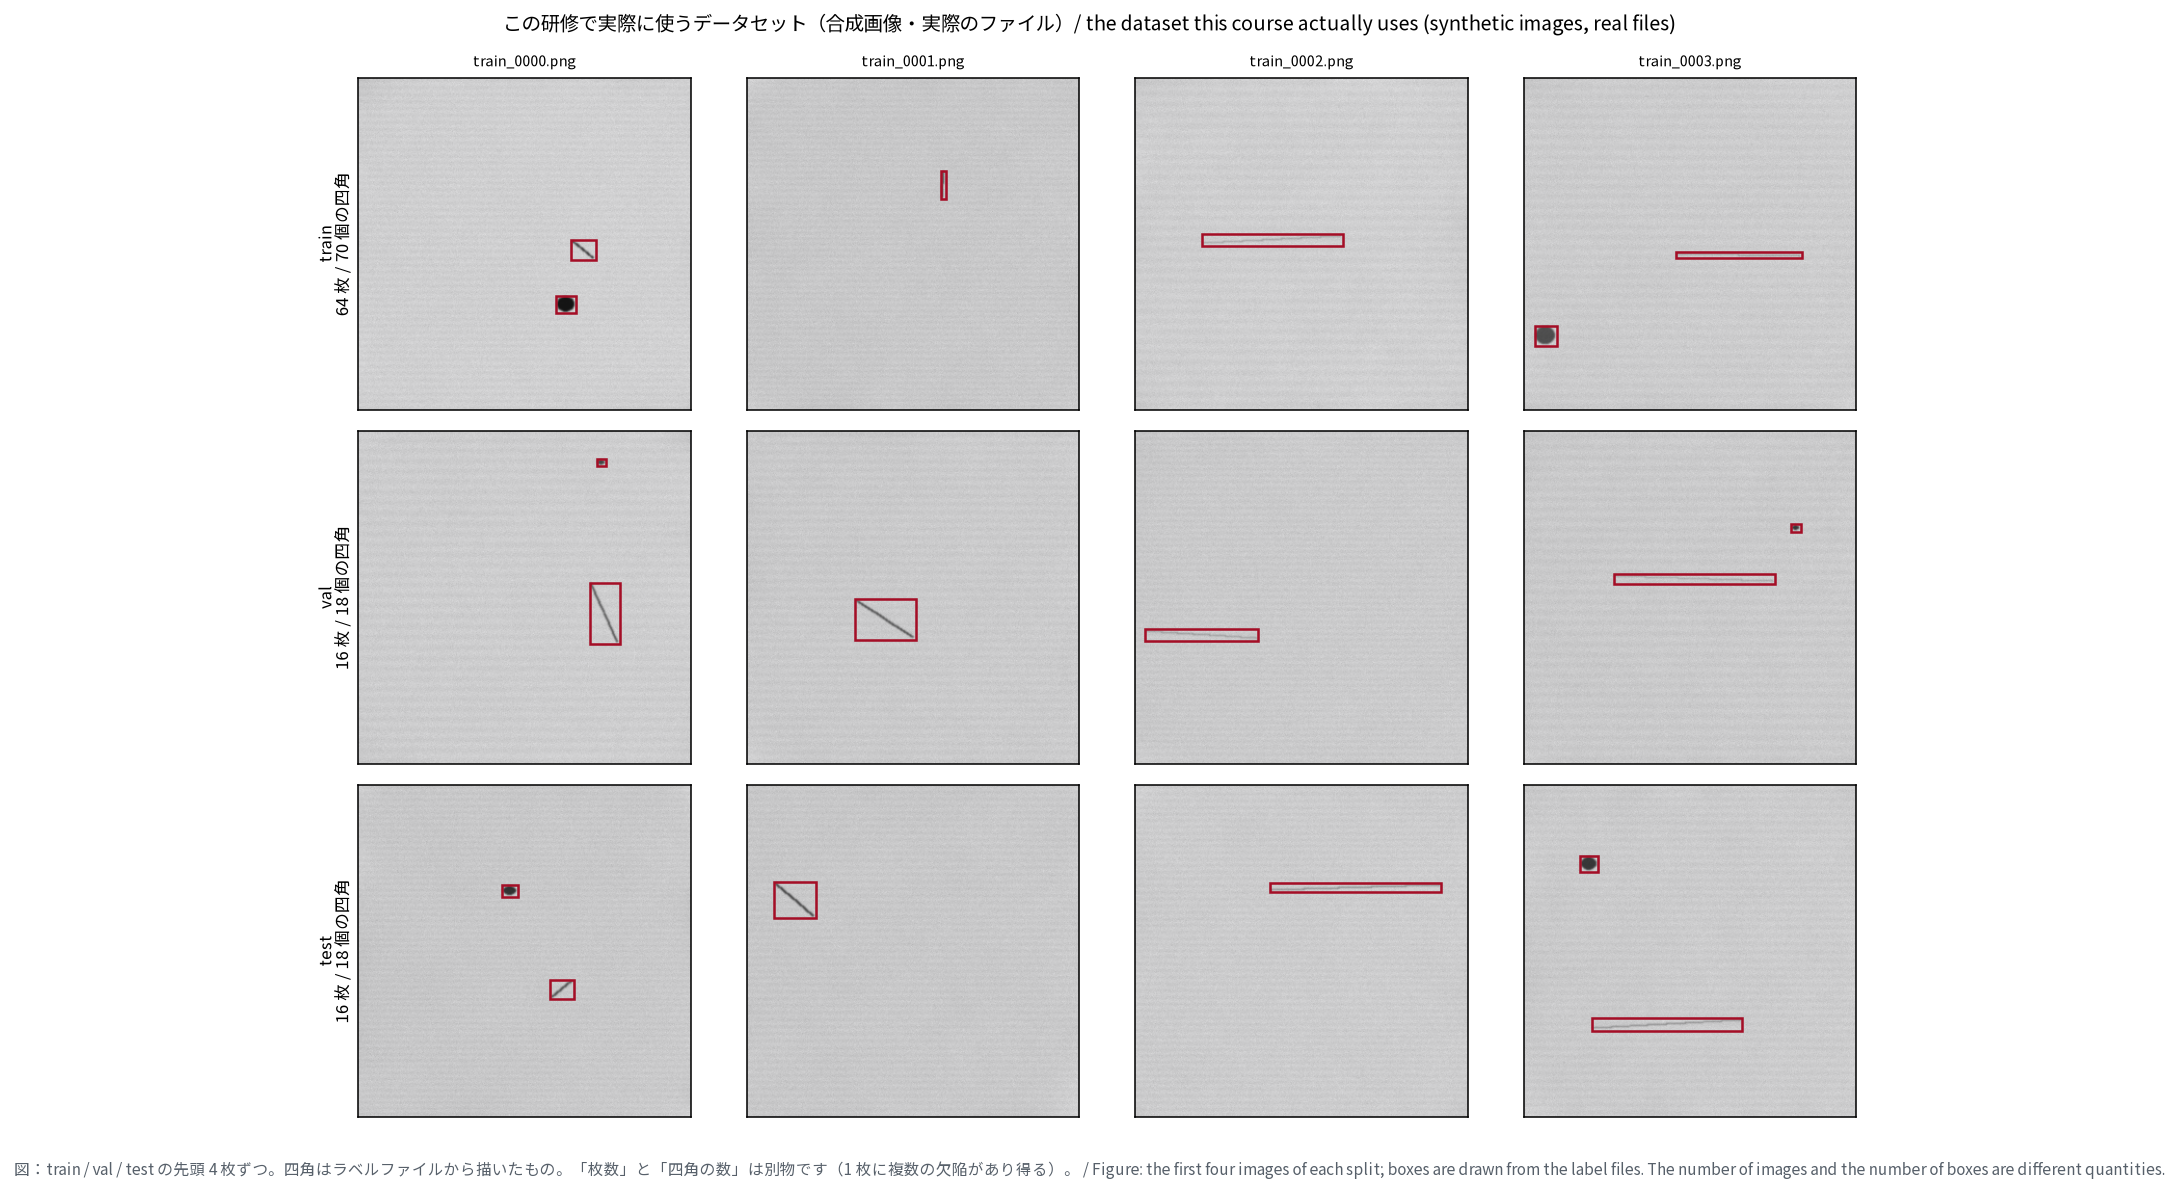 この研修で実際に使うデータセット（合成画像・実際のファイル）/ the dataset this course actually uses (synthetic images, real files)
train_0000.png
train_0001.png
train_0002.png
train_0003.png
train
64 枚 / 70 個の四角
val
16 枚 / 18 個の四角
test
16 枚 / 18 個の四角
図：train / val / test の先頭 4 枚ずつ。四角はラベルファイルから描いたもの。「枚数」と「四角の数」は別物です（1 枚に複数の欠陥があり得る）。 / Figure: the first four images of each split; boxes are drawn from the label files. The number of images and the number of boxes are different quantities.